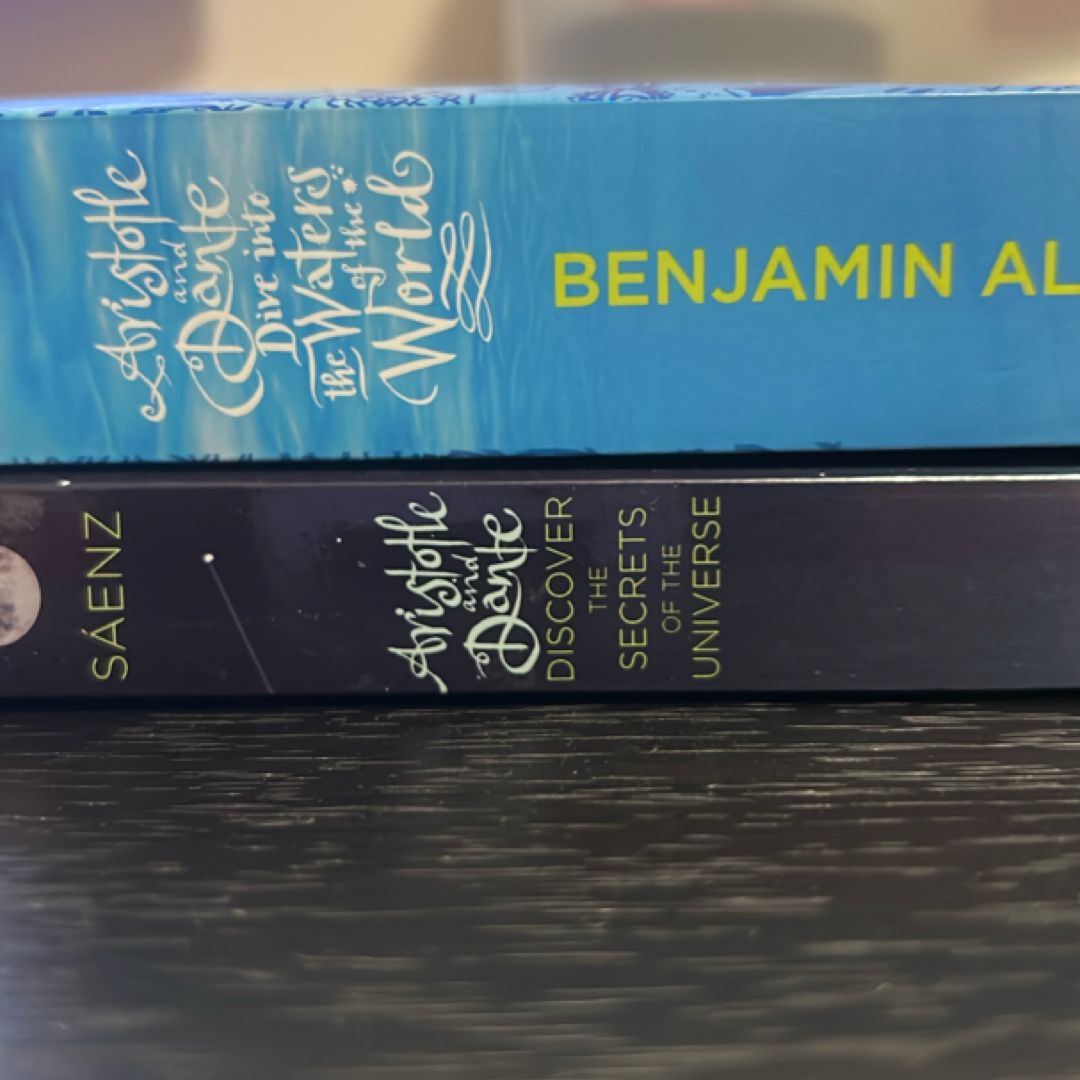 Aristotle
and
Dante
Dive into
the Waters
of the
World
BENJAMIN AL
SÁENZ
Aristotle
and
Dante
DISCOVER
THE
SECRETS
OF THE
UNIVERSE